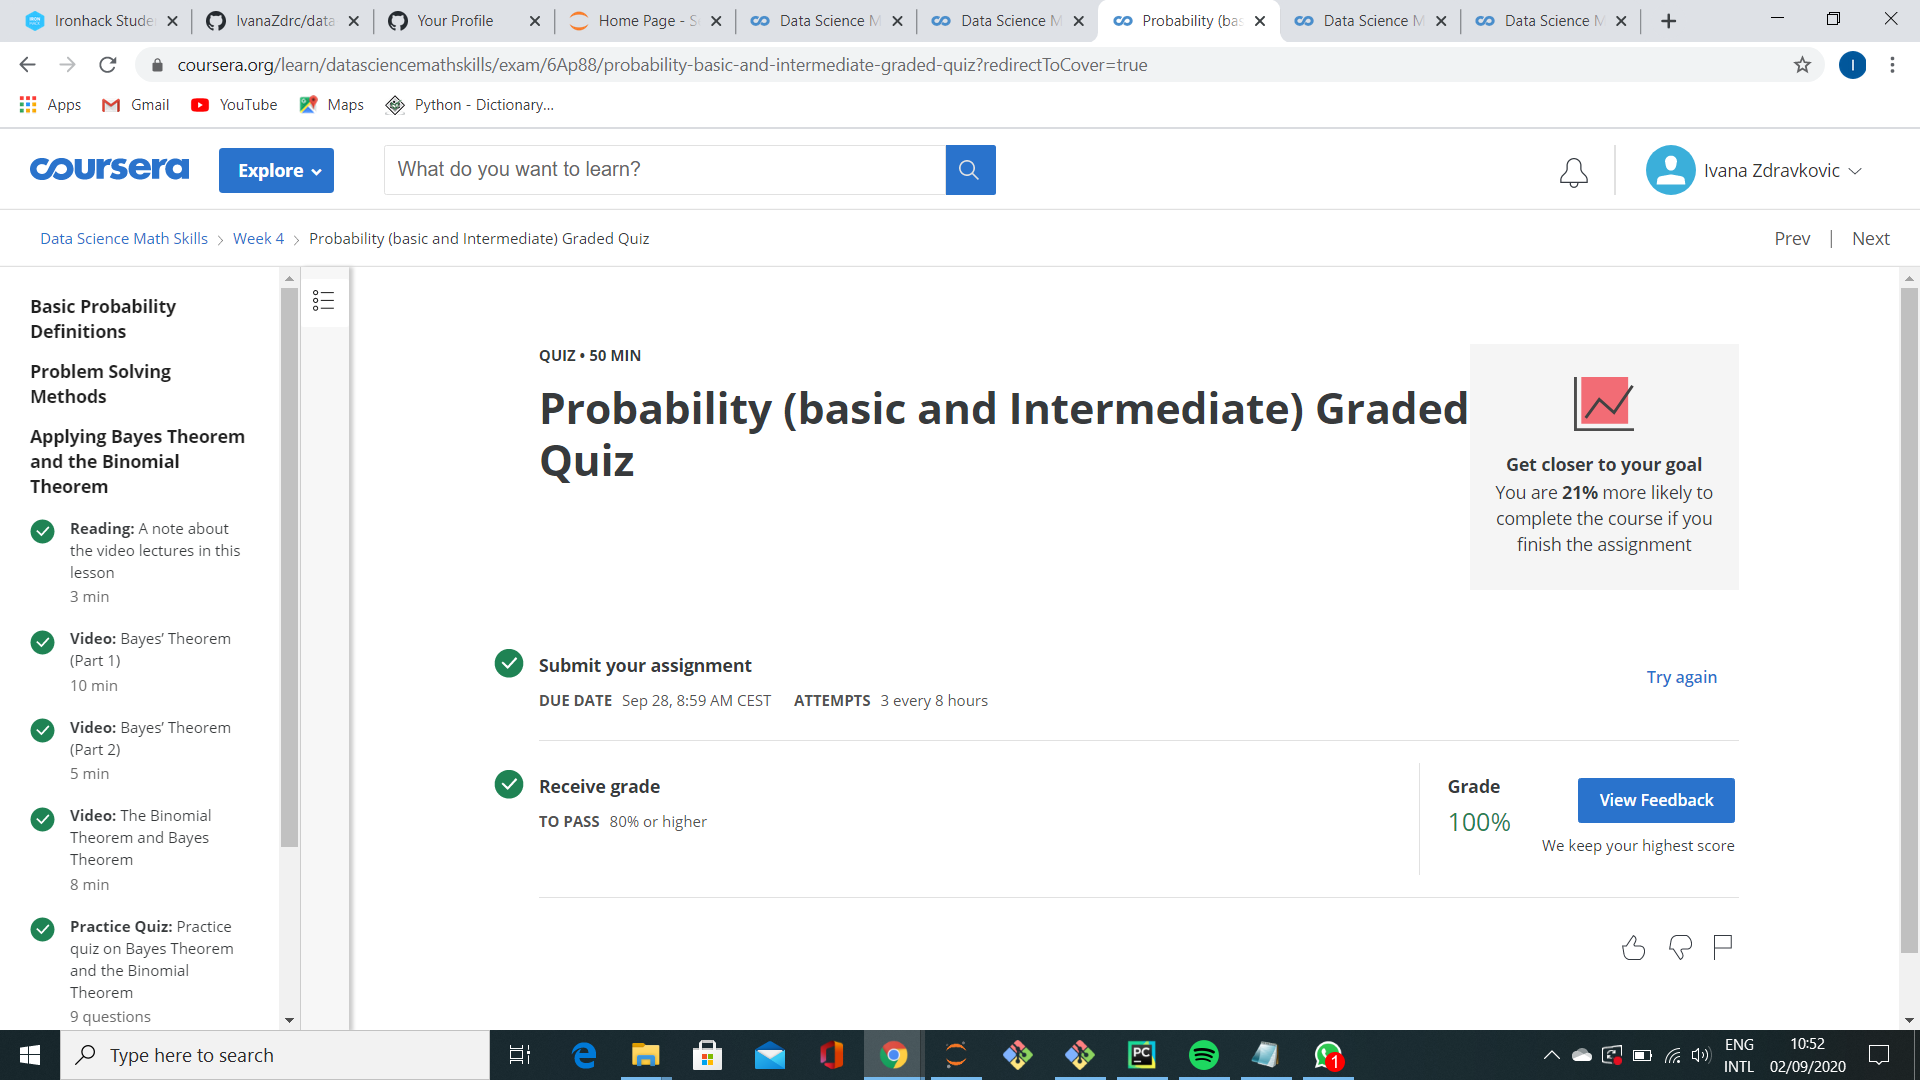 Ironhack Stude
IvanaZdrc/data
Your Profile
Home Page - S
Data Science M
Data Science M
Probability (bas
Data Science M
Data Science M
coursera.org/learn/datasciencemathskills/exam/6Ap88/probability-basic-and-intermediate-graded-quiz?redirectToCover=true
I
Apps
Gmail
YouTube
Maps
Python - Dictionary...
coursera
Explore
What do you want to learn?
Ivana Zdravkovic
Data Science Math Skills
Week 4
Probability (basic and Intermediate) Graded Quiz
Prev
Next
Basic Probability
Definitions
Problem Solving
Methods
Applying Bayes Theorem
and the Binomial
Theorem
Reading: A note about
the video lectures in this
lesson
3 min
Video: Bayes’ Theorem
(Part 1)
10 min
Video: Bayes’ Theorem
(Part 2)
5 min
Video: The Binomial
Theorem and Bayes
Theorem
8 min
Practice Quiz: Practice
quiz on Bayes Theorem
and the Binomial
Theorem
9 questions
QUIZ • 50 MIN
Probability (basic and Intermediate) Graded
Quiz
Get closer to your goal
You are 21% more likely to
complete the course if you
finish the assignment
Submit your assignment
DUE DATE Sep 28, 8:59 AM CEST ATTEMPTS 3 every 8 hours
Try again
Receive grade
TO PASS 80% or higher
Grade
100%
View Feedback
We keep your highest score
Type here to search
PC
1
ENG
INTL
10:52
02/09/2020